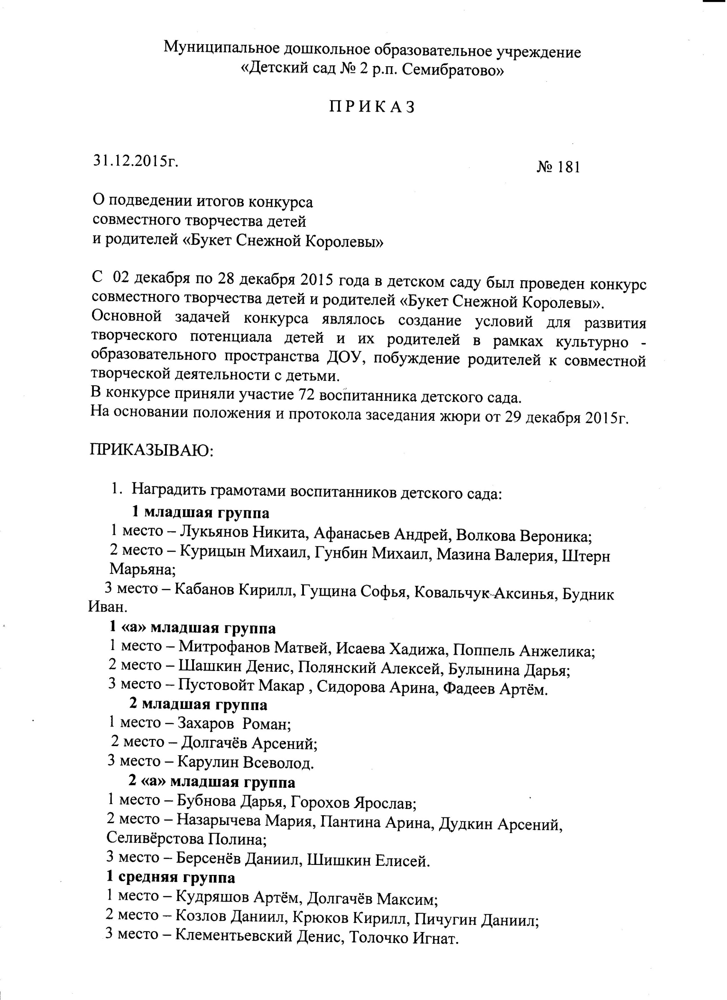 Муниципальное дошкольное образовательное учреждение
«Детский сад № 2 р.п. Семибратово»
П Р И К А З
31.12.2015г.
№ 181
О подведении итогов конкурса
совместного творчества детей
и родителей «Букет Снежной Королевы»
С 02 декабря по 28 декабря 2015 года в детском саду был проведен конкурс
совместного творчества детей и родителей «Букет Снежной Королевы».
Основной задачей конкурса являлось создание условий для развития
творческого потенциала детей и их родителей в рамках культурно -
образовательного пространства ДОУ, побуждение родителей к совместной
творческой деятельности с детьми.
В конкурсе приняли участие 72 воспитанника детского сада.
На основании положения и протокола заседания жюри от 29 декабря 2015г.
ПРИКАЗЫВАЮ:
1. Наградить грамотами воспитанников детского сада:
1 младшая группа
1 место – Лукьянов Никита, Афанасьев Андрей, Волкова Вероника;
2 место – Курицын Михаил, Гунбин Михаил, Мазина Валерия, Штерн
Марьяна;
3 место – Кабанов Кирилл, Гущина Софья, Ковальчук Аксинья, Будник
Иван.
1 «а» младшая группа
1 место – Митрофанов Матвей, Исаева Хадижа, Поппель Анжелика;
2 место – Шашкин Денис, Полянский Алексей, Булынина Дарья;
3 место – Пустовойт Макар , Сидорова Арина, Фадеев Артём.
2 младшая группа
1 место – Захаров Роман;
2 место – Долгачёв Арсений;
3 место – Карулин Всеволод.
2 «а» младшая группа
1 место – Бубнова Дарья, Горохов Ярослав;
2 место – Назарычева Мария, Пантина Арина, Дудкин Арсений,
Селивёрстова Полина;
3 место – Берсенёв Даниил, Шишкин Елисей.
1 средняя группа
1 место – Кудряшов Артём, Долгачёв Максим;
2 место – Козлов Даниил, Крюков Кирилл, Пичугин Даниил;
3 место – Клементьевский Денис, Толочко Игнат.